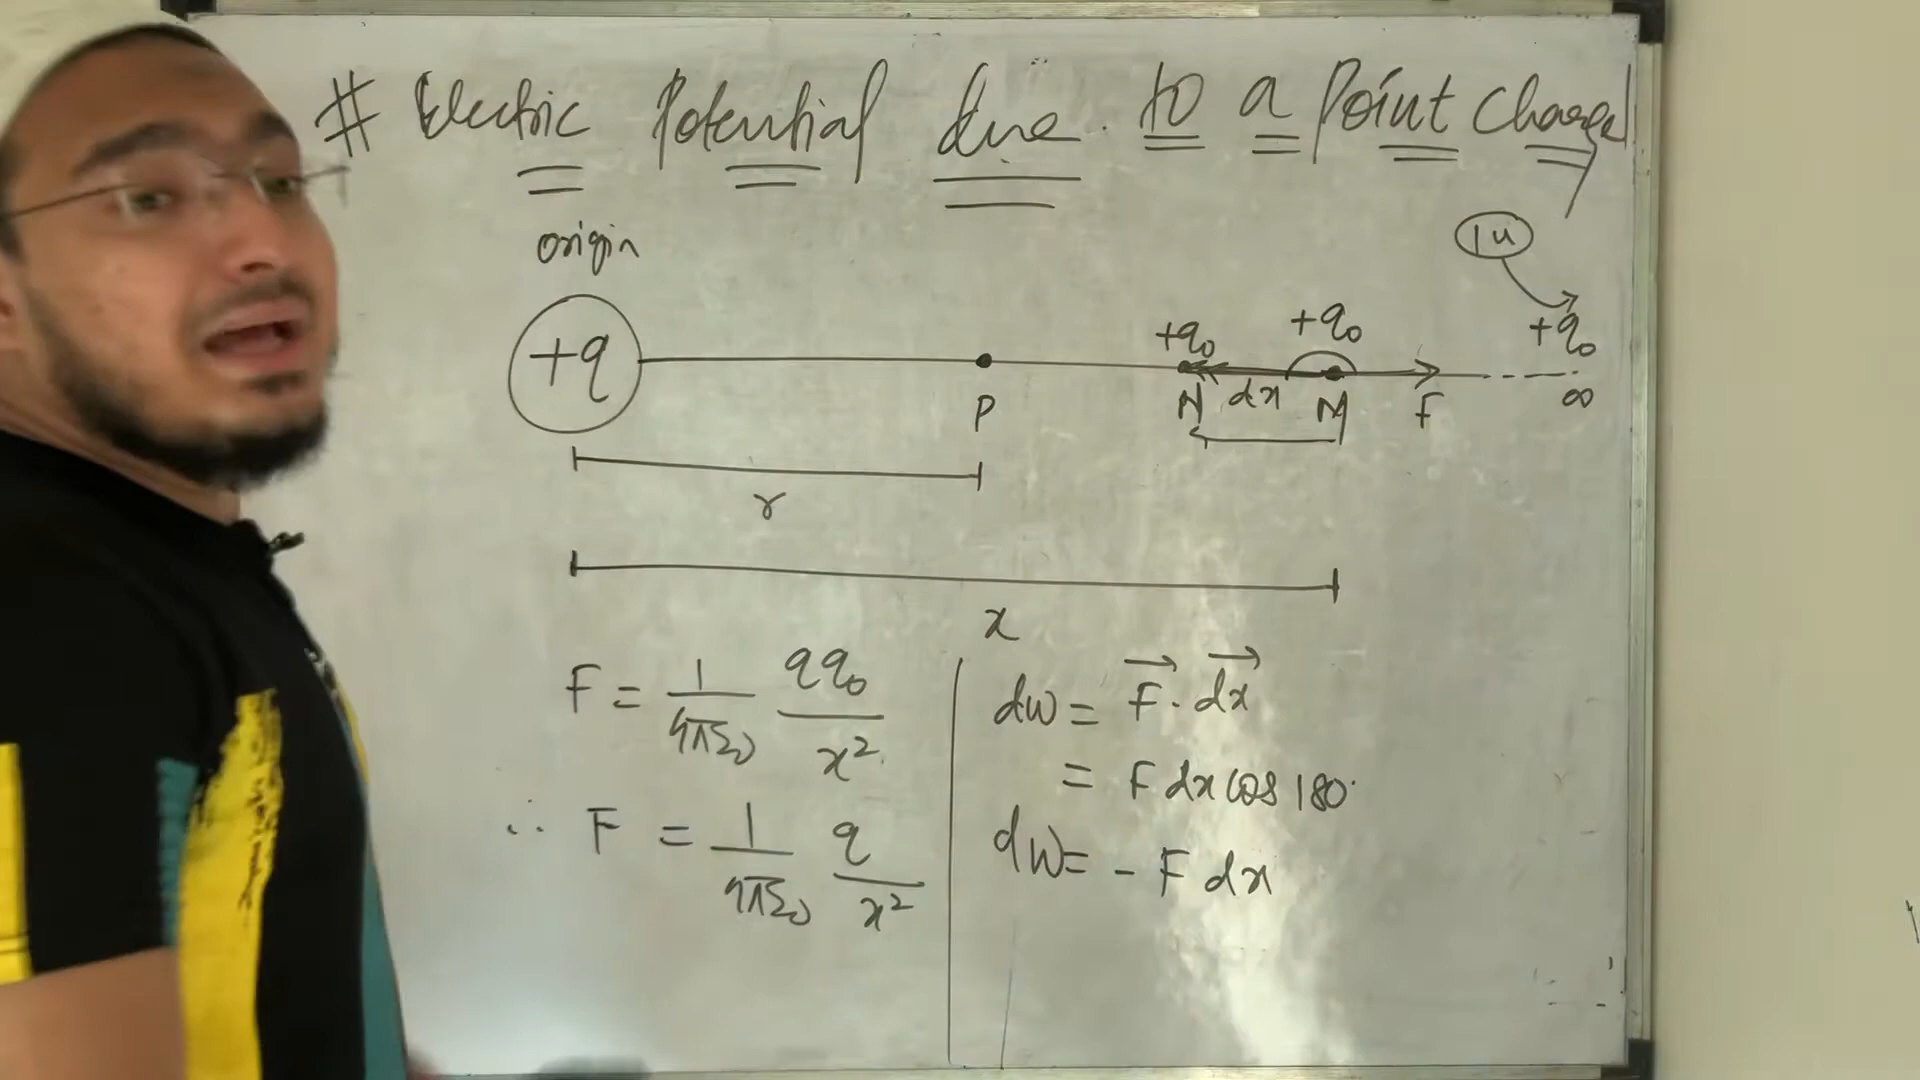 # Electric Potential due to a Point Charge
origin
1u
+q +q₀ +q₀ +q₀
P N dx M F ∞
r
x
F = 1/4πε₀ qq₀/x²
∴ F = 1/4πε₀ q/x²
dw = F⃗ . dx⃗
= F dx cos 180°
dw = - F dx